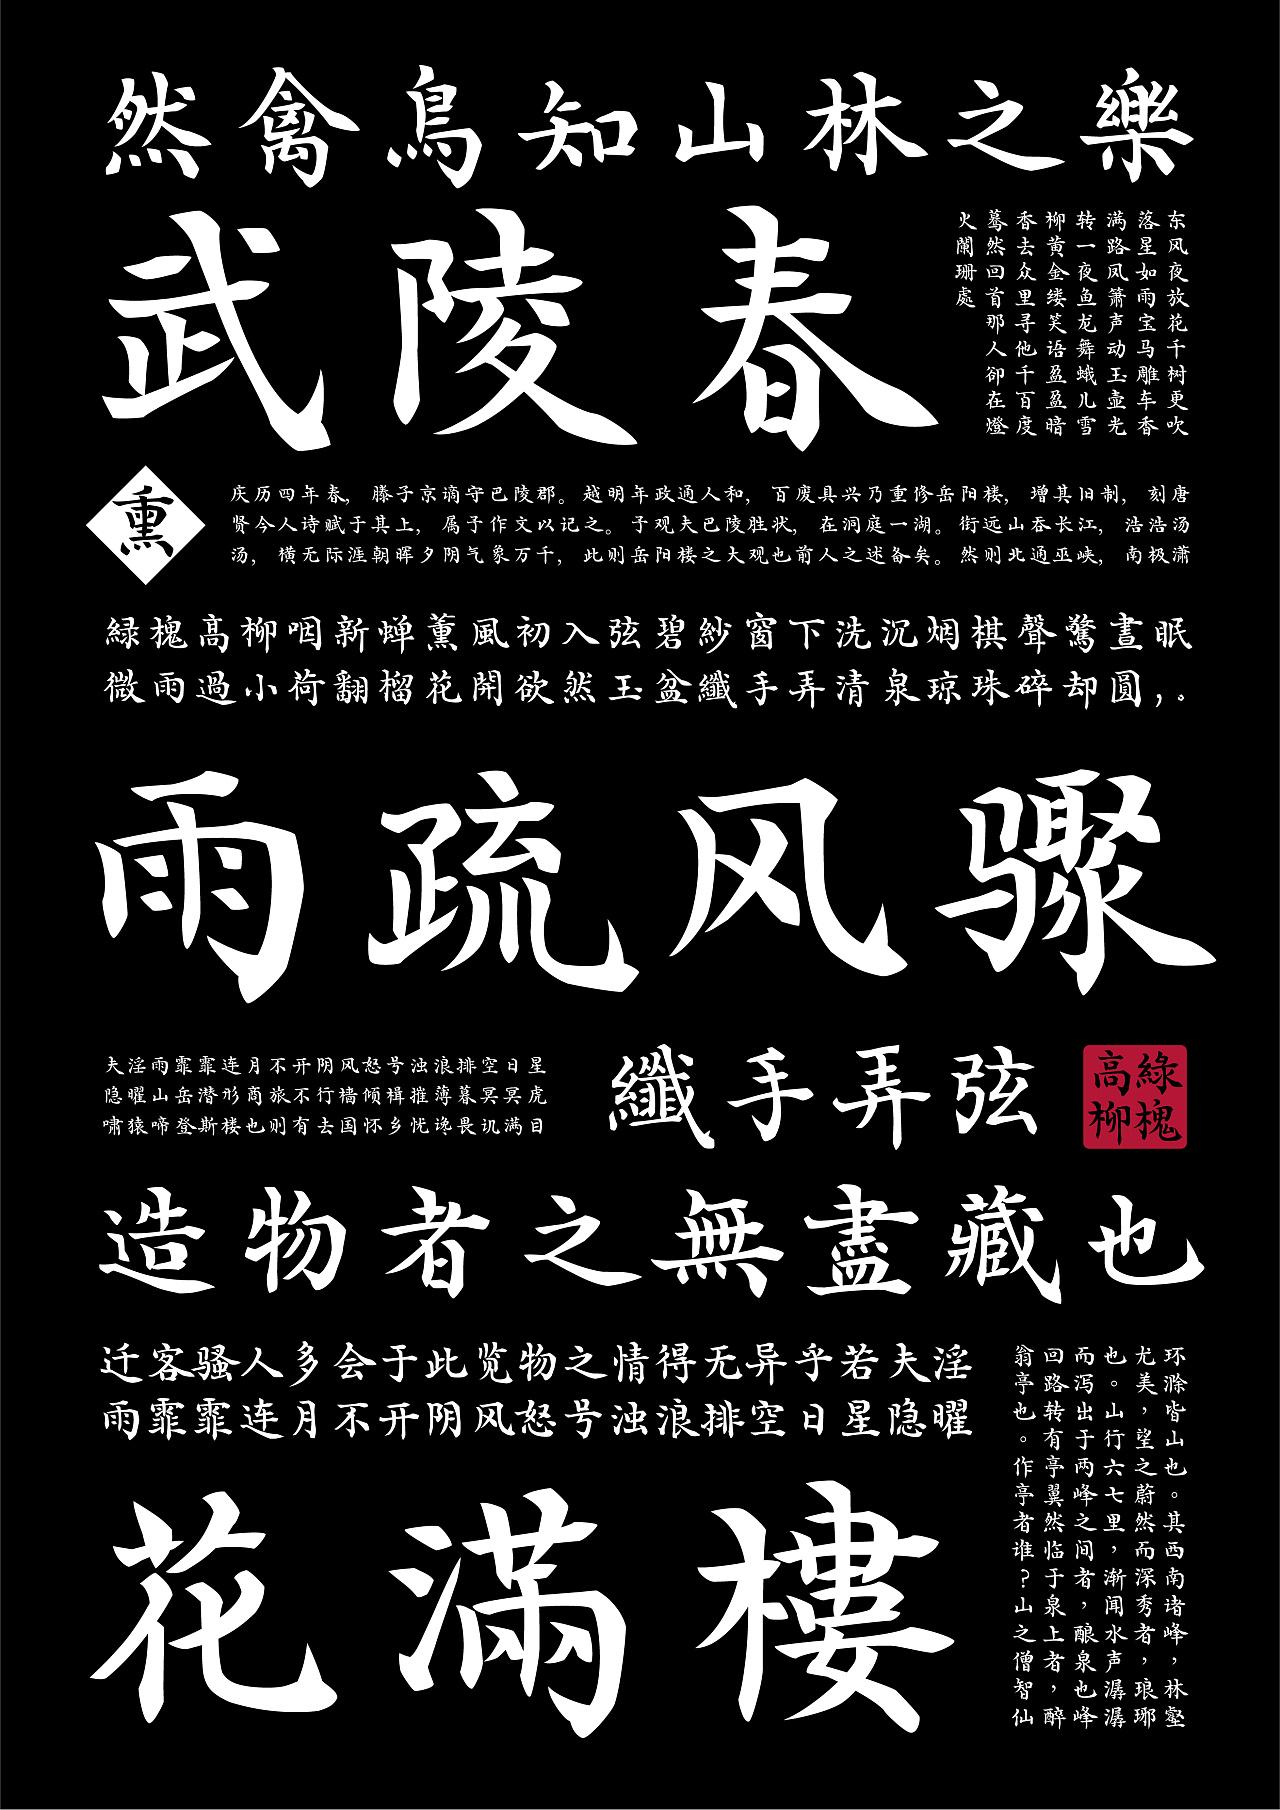 然禽鳥知山林之樂
武陵春
东风夜放花千树更吹
落星如雨宝马雕车香
满路凤箫声动玉壶光
转一夜鱼龙舞蛾儿雪
柳黄金缕笑语盈盈暗
香去众里寻他千百度
蓦然回首那人卻在燈
火闌珊處
熏
庆历四年春，滕子京谪守巴陵郡。越明年政通人和，百废具兴乃重修岳阳楼，增其旧制，刻唐
贤今人诗赋于其上，属予作文以记之。予观夫巴陵胜状，在洞庭一湖。衔远山吞长江，浩浩汤
汤，横无际涯朝晖夕阴气象万千，此则岳阳楼之大观也前人之述备矣。然则北通巫峡，南极潇
緑槐高柳咽新蝉薰風初入弦碧紗窗下洗沉烟棋聲驚晝眠
微雨過小荷翻榴花開欲然玉盆纖手弄清泉琼珠碎却圓，。
雨疏风骤
夫淫雨霏霏连月不开阴风怒号浊浪排空日星
隐曜山岳潜形商旅不行樯倾楫摧薄暮冥冥虎
啸猿啼登斯楼也则有去国怀乡忧谗畏讥满目
纖手弄弦
緑槐
高柳
造物者之無盡藏也
迁客骚人多会于此览物之情得无异乎若夫淫
雨霏霏连月不开阴风怒号浊浪排空日星隐曜
环滁皆山也。其西南诸峰，林壑
尤美，望之蔚然而深秀者，琅琊
也。山行六七里，渐闻水声潺潺
而泻出于两峰之间者，酿泉也峰
回路转有亭翼然临于泉上者，醉
翁亭也。作亭者谁？山之僧智仙
花满樓